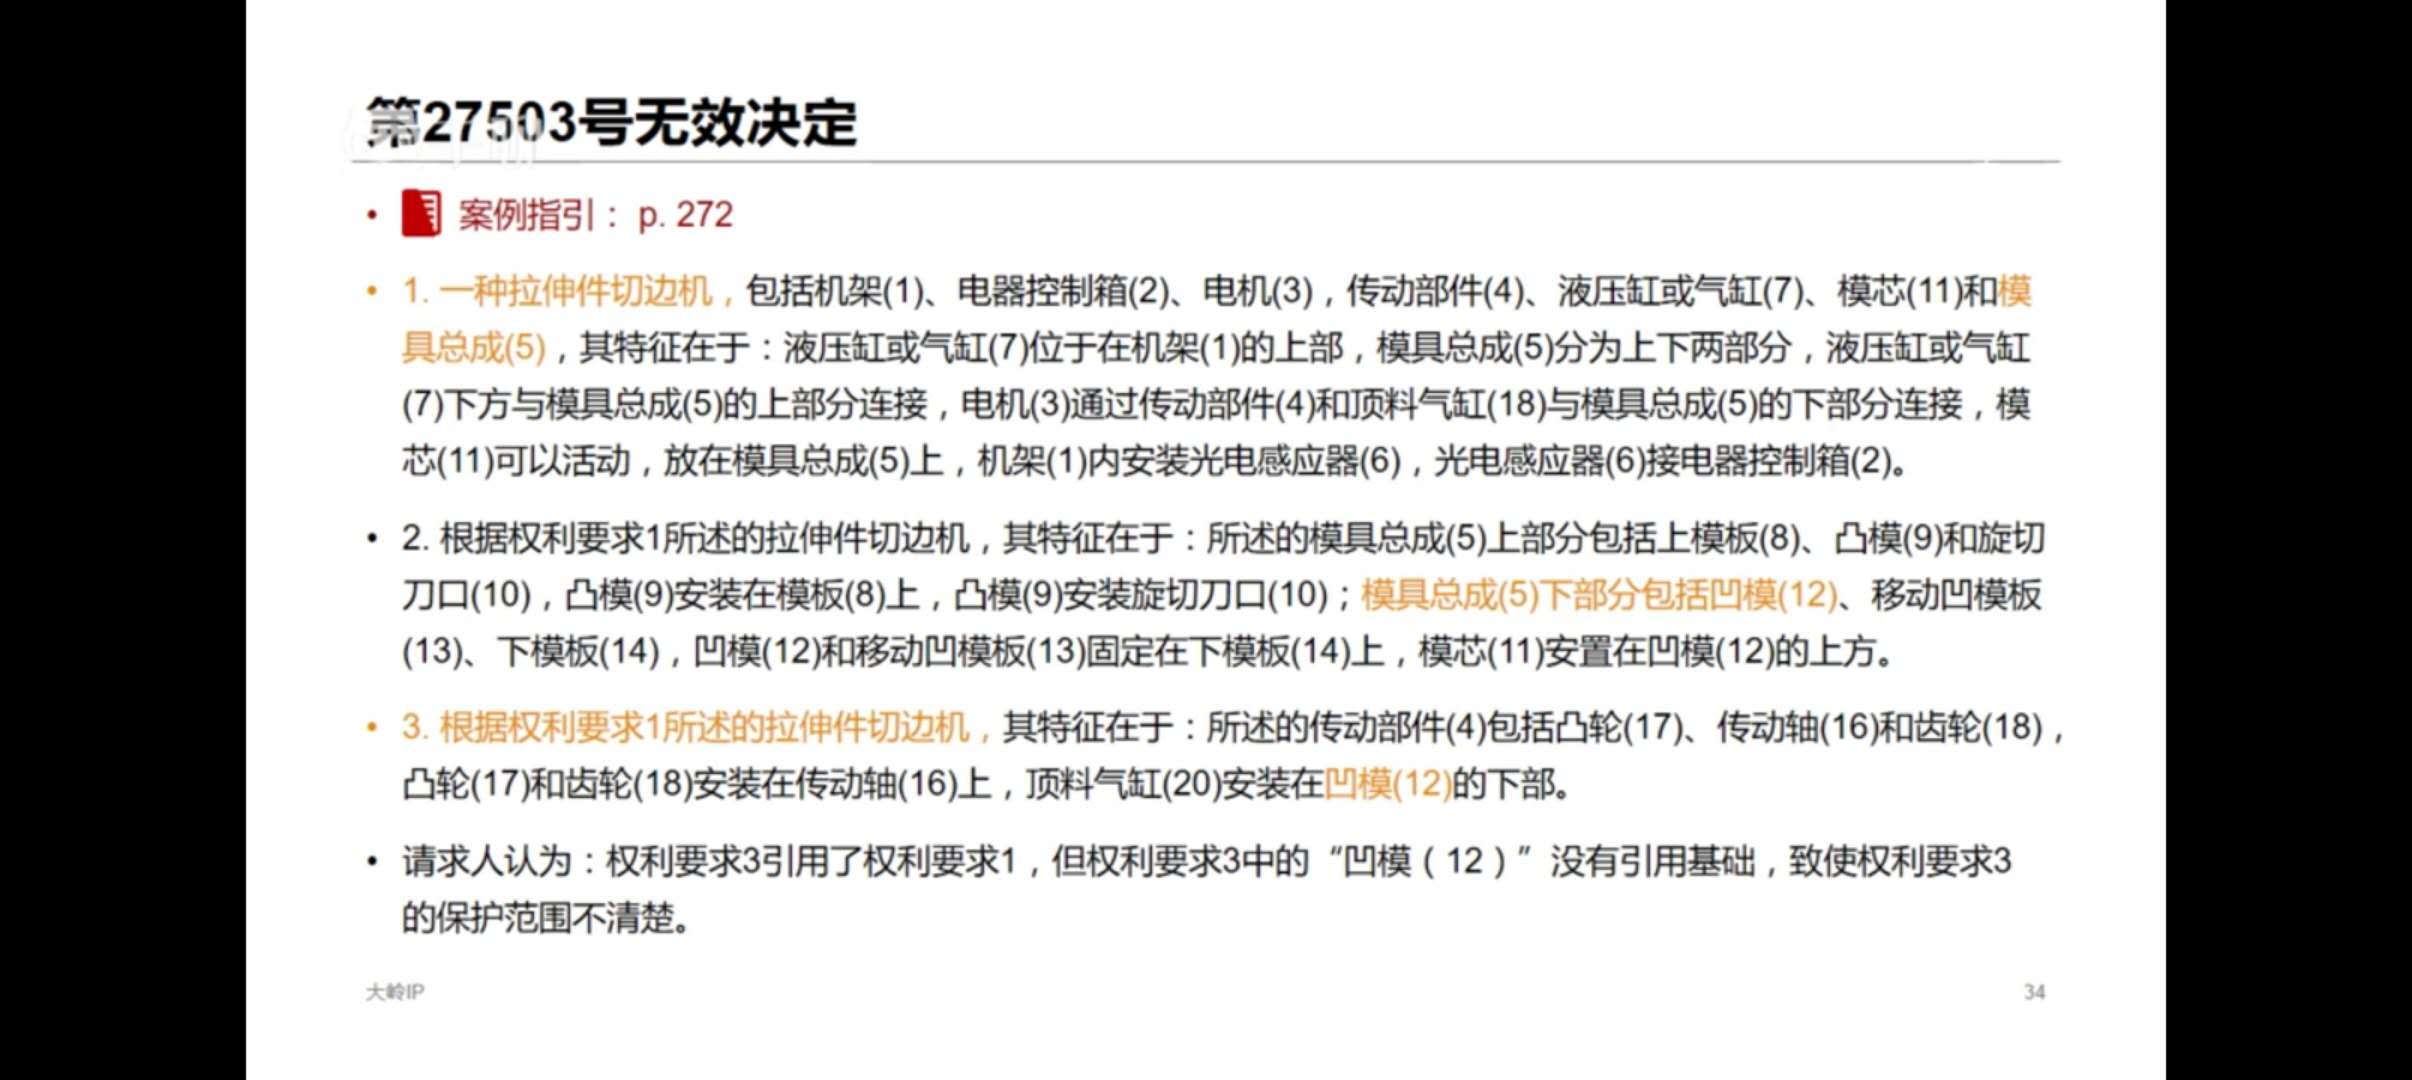 第27503号无效决定
• 案例指引： p. 272
• 1. 一种拉伸件切边机，包括机架(1)、电器控制箱(2)、电机(3)，传动部件(4)、液压缸或气缸(7)、模芯(11)和模
具总成(5)，其特征在于：液压缸或气缸(7)位于在机架(1)的上部，模具总成(5)分为上下两部分，液压缸或气缸
(7)下方与模具总成(5)的上部分连接，电机(3)通过传动部件(4)和顶料气缸(18)与模具总成(5)的下部分连接，模
芯(11)可以活动，放在模具总成(5)上，机架(1)内安装光电感应器(6)，光电感应器(6)接电器控制箱(2)。
• 2. 根据权利要求1所述的拉伸件切边机，其特征在于：所述的模具总成(5)上部分包括上模板(8)、凸模(9)和旋切
刀口(10)，凸模(9)安装在模板(8)上，凸模(9)安装旋切刀口(10)；模具总成(5)下部分包括凹模(12)、移动凹模板
(13)、下模板(14)，凹模(12)和移动凹模板(13)固定在下模板(14)上，模芯(11)安置在凹模(12)的上方。
• 3. 根据权利要求1所述的拉伸件切边机，其特征在于：所述的传动部件(4)包括凸轮(17)、传动轴(16)和齿轮(18)，
凸轮(17)和齿轮(18)安装在传动轴(16)上，顶料气缸(20)安装在凹模(12)的下部。
• 请求人认为：权利要求3引用了权利要求1，但权利要求3中的“凹模（12）”没有引用基础，致使权利要求3
的保护范围不清楚。
大岭IP
34